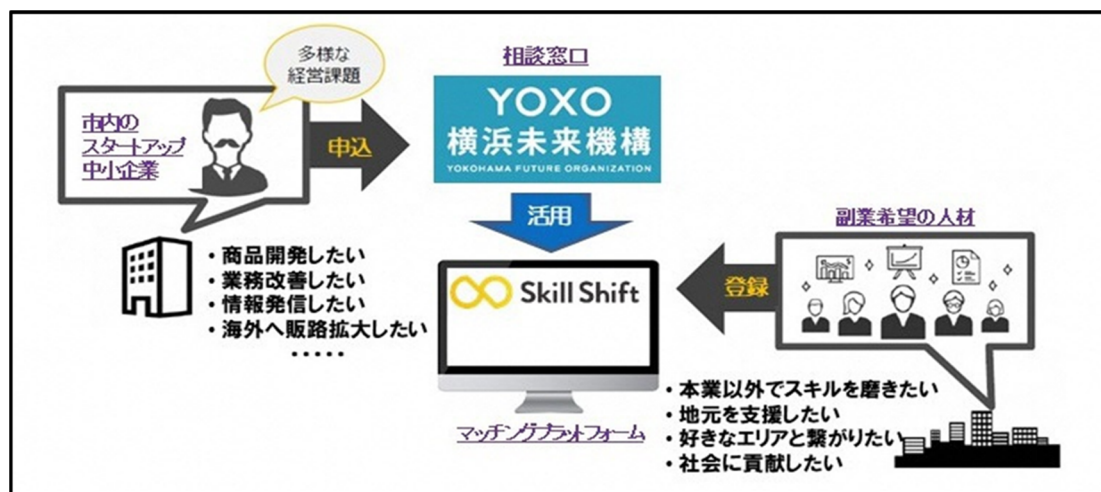 多様な
経営課題
市内の
スタートアップ
中小企業
申込
相談窓口
YOXO
横浜未来機構
YOKOHAMA FUTURE ORGANIZATION
活用
・商品開発したい
・業務改善したい
・情報発信したい
・海外へ販路拡大したい
・・・・・
Skill Shift
マッチングプラットフォーム
副業希望の人材
登録
・本業以外でスキルを磨きたい
・地元を支援したい
・好きなエリアと繋がりたい
・社会に貢献したい